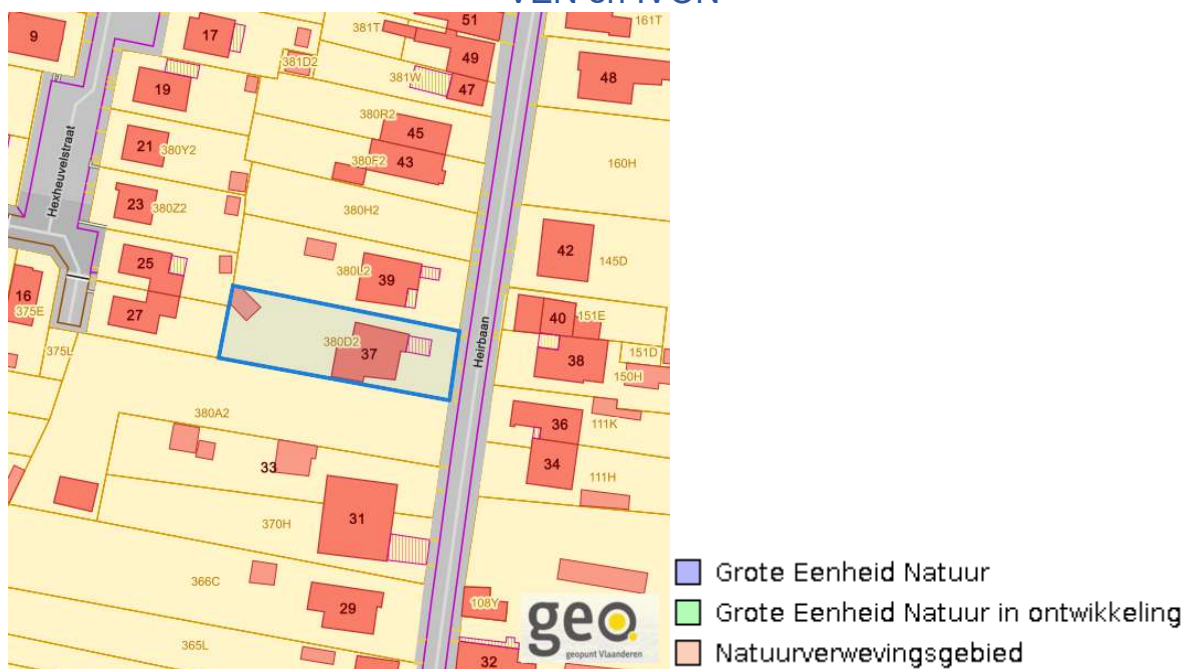 VEN en IVON
51
161T
381T
9
17
49
48
381D2
381W
47
19
380R2
45
Hexheuvelstraat
21
380Y2
380F2
43
160H
23
380Z2
380H2
42
145D
25
380L2
39
16
375E
27
40
151E
380D2
37
Heirbaan
38
151D
375L
150H
380A2
36
111K
33
34
111H
31
370H
366C
29
108Y
365L
32
geo
geopunt Vlaanderen
Grote Eenheid Natuur
Grote Eenheid Natuur in ontwikkeling
Natuurverwevingsgebied